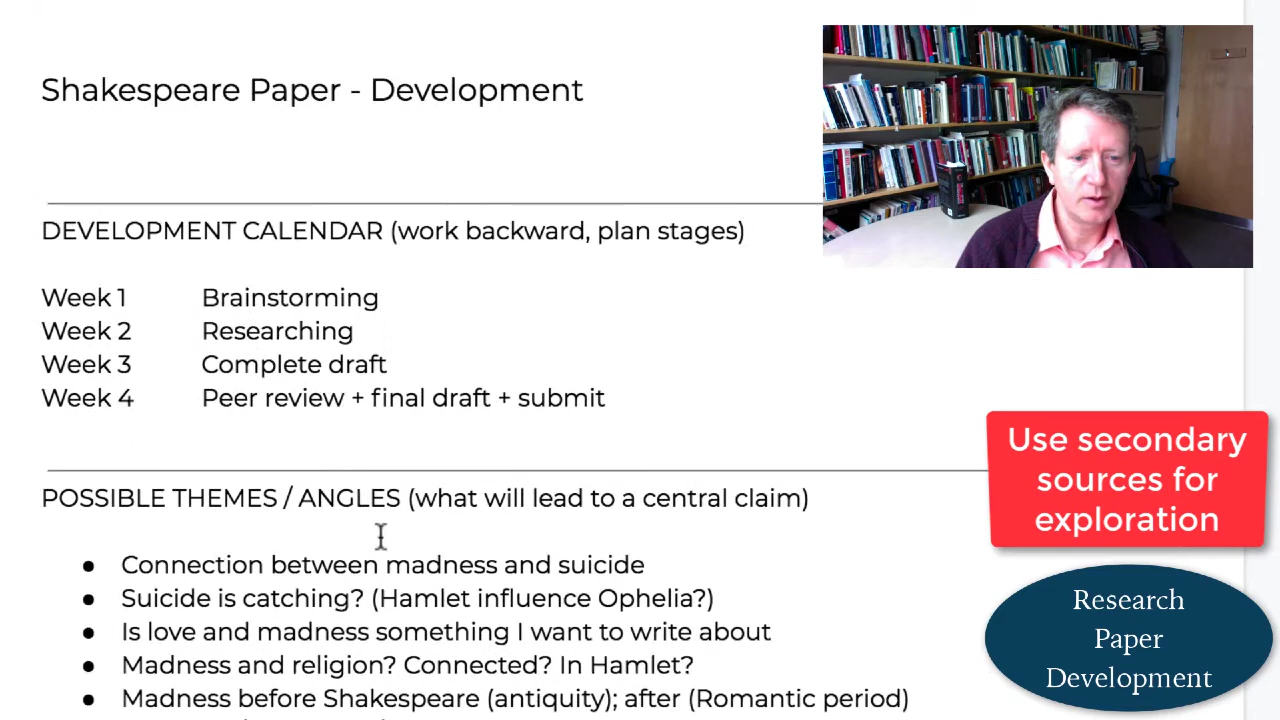 Shakespeare Paper - Development
DEVELOPMENT CALENDAR (work backward, plan stages)
Week 1 Brainstorming
Week 2 Researching
Week 3 Complete draft
Week 4 Peer review + final draft + submit
POSSIBLE THEMES / ANGLES (what will lead to a central claim)
● Connection between madness and suicide
● Suicide is catching? (Hamlet influence Ophelia?)
● Is love and madness something I want to write about
● Madness and religion? Connected? In Hamlet?
● Madness before Shakespeare (antiquity); after (Romantic period)
Use secondary
sources for
exploration
Research
Paper
Development